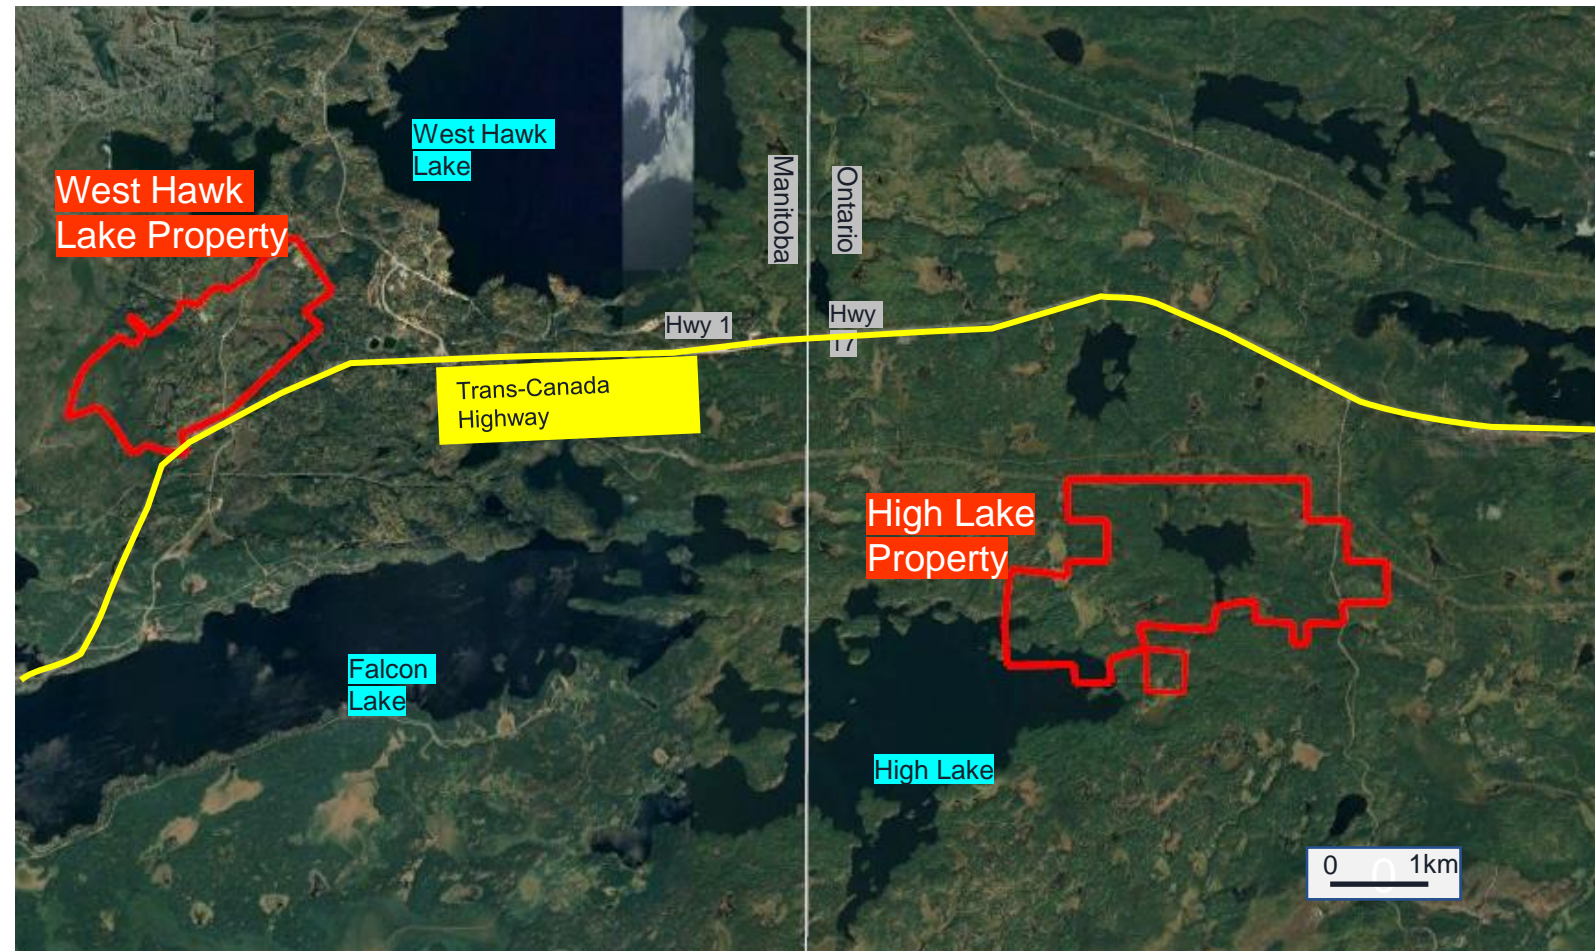 West Hawk
Lake
West Hawk
Lake Property
Manitoba
Ontario
Hwy 1
Hwy
17
Trans-Canada
Highway
High Lake
Property
Falcon
Lake
High Lake
0 0 1km